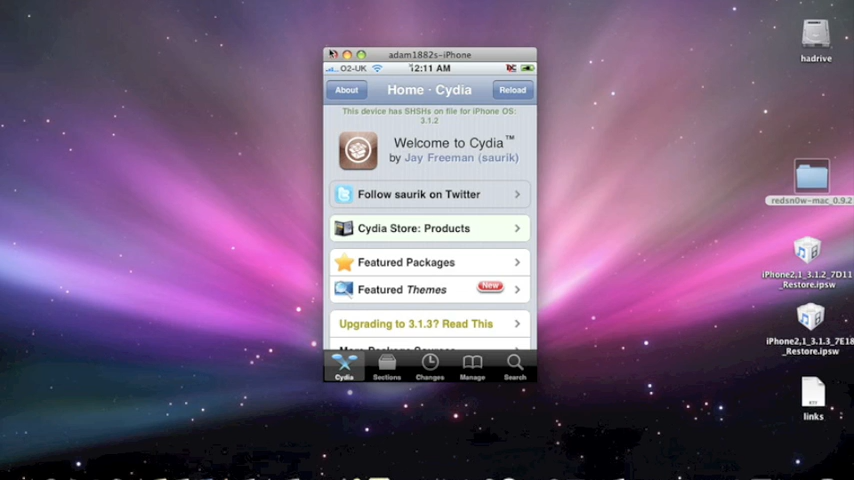 adam1882s-iPhone
O2-UK
12:11 AM
About
Home · Cydia
Reload
This device has SHSHs on file for iPhone OS:
3.1.2
Welcome to Cydia™
by Jay Freeman (saurik)
Follow saurik on Twitter
Cydia Store: Products
Featured Packages
Featured Themes
New
Upgrading to 3.1.3? Read This
Cydia
Sections
Changes
Manage
Search
hadrive
redsn0w-mac_0.9.2
iPhone2,1_3.1.2_7D11
_Restore.ipsw
iPhone2,1_3.1.3_7E18
_Restore.ipsw
links